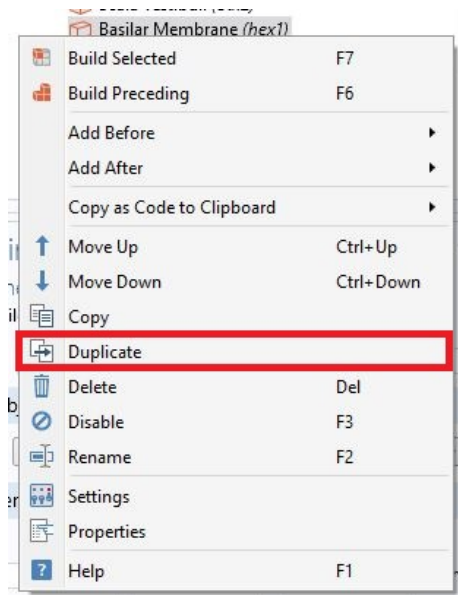 Basilar Membrane (hex1)
Build Selected F7
Build Preceding F6
Add Before
Add After
Copy as Code to Clipboard
Move Up Ctrl+Up
Move Down Ctrl+Down
Copy
Duplicate
Delete Del
Disable F3
Rename F2
Settings
Properties
Help F1